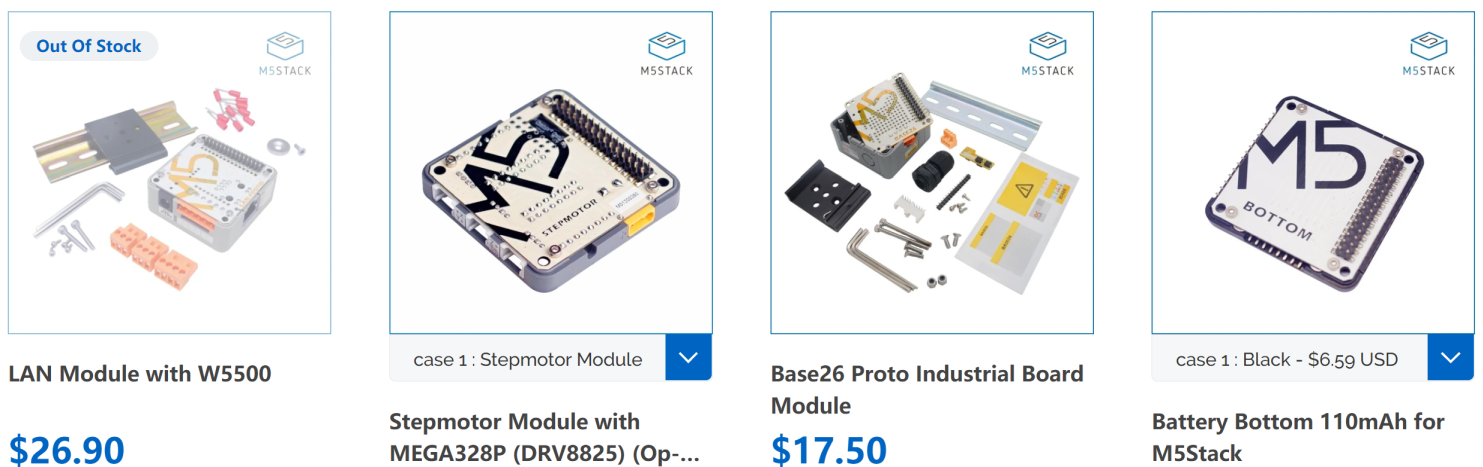 Out Of Stock
M5STACK
M5STACK
M5
STEPMOTOR
M5STACK
M5
M5STACK
M5
BOTTOM
case 1 : Stepmotor Module
case 1 : Black - $6.59 USD
LAN Module with W5500
$26.90
Stepmotor Module with
MEGA328P (DRV8825) (Op-...
Base26 Proto Industrial Board
Module
$17.50
Battery Bottom 110mAh for
M5Stack